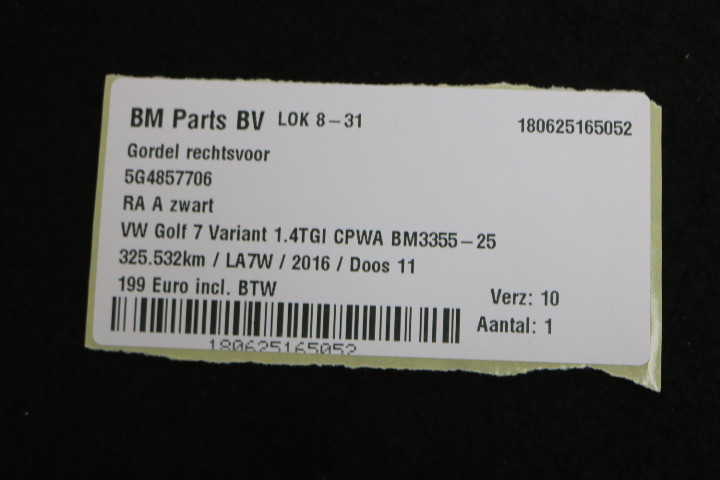 BM Parts BV LOK 8-31 180625165052
Gordel rechtsvoor
5G4857706
RA A zwart
VW Golf 7 Variant 1.4TGI CPWA BM3355-25
325.532km / LA7W / 2016 / Doos 11
199 Euro incl. BTW
Verz: 10
Aantal: 1
180625165052